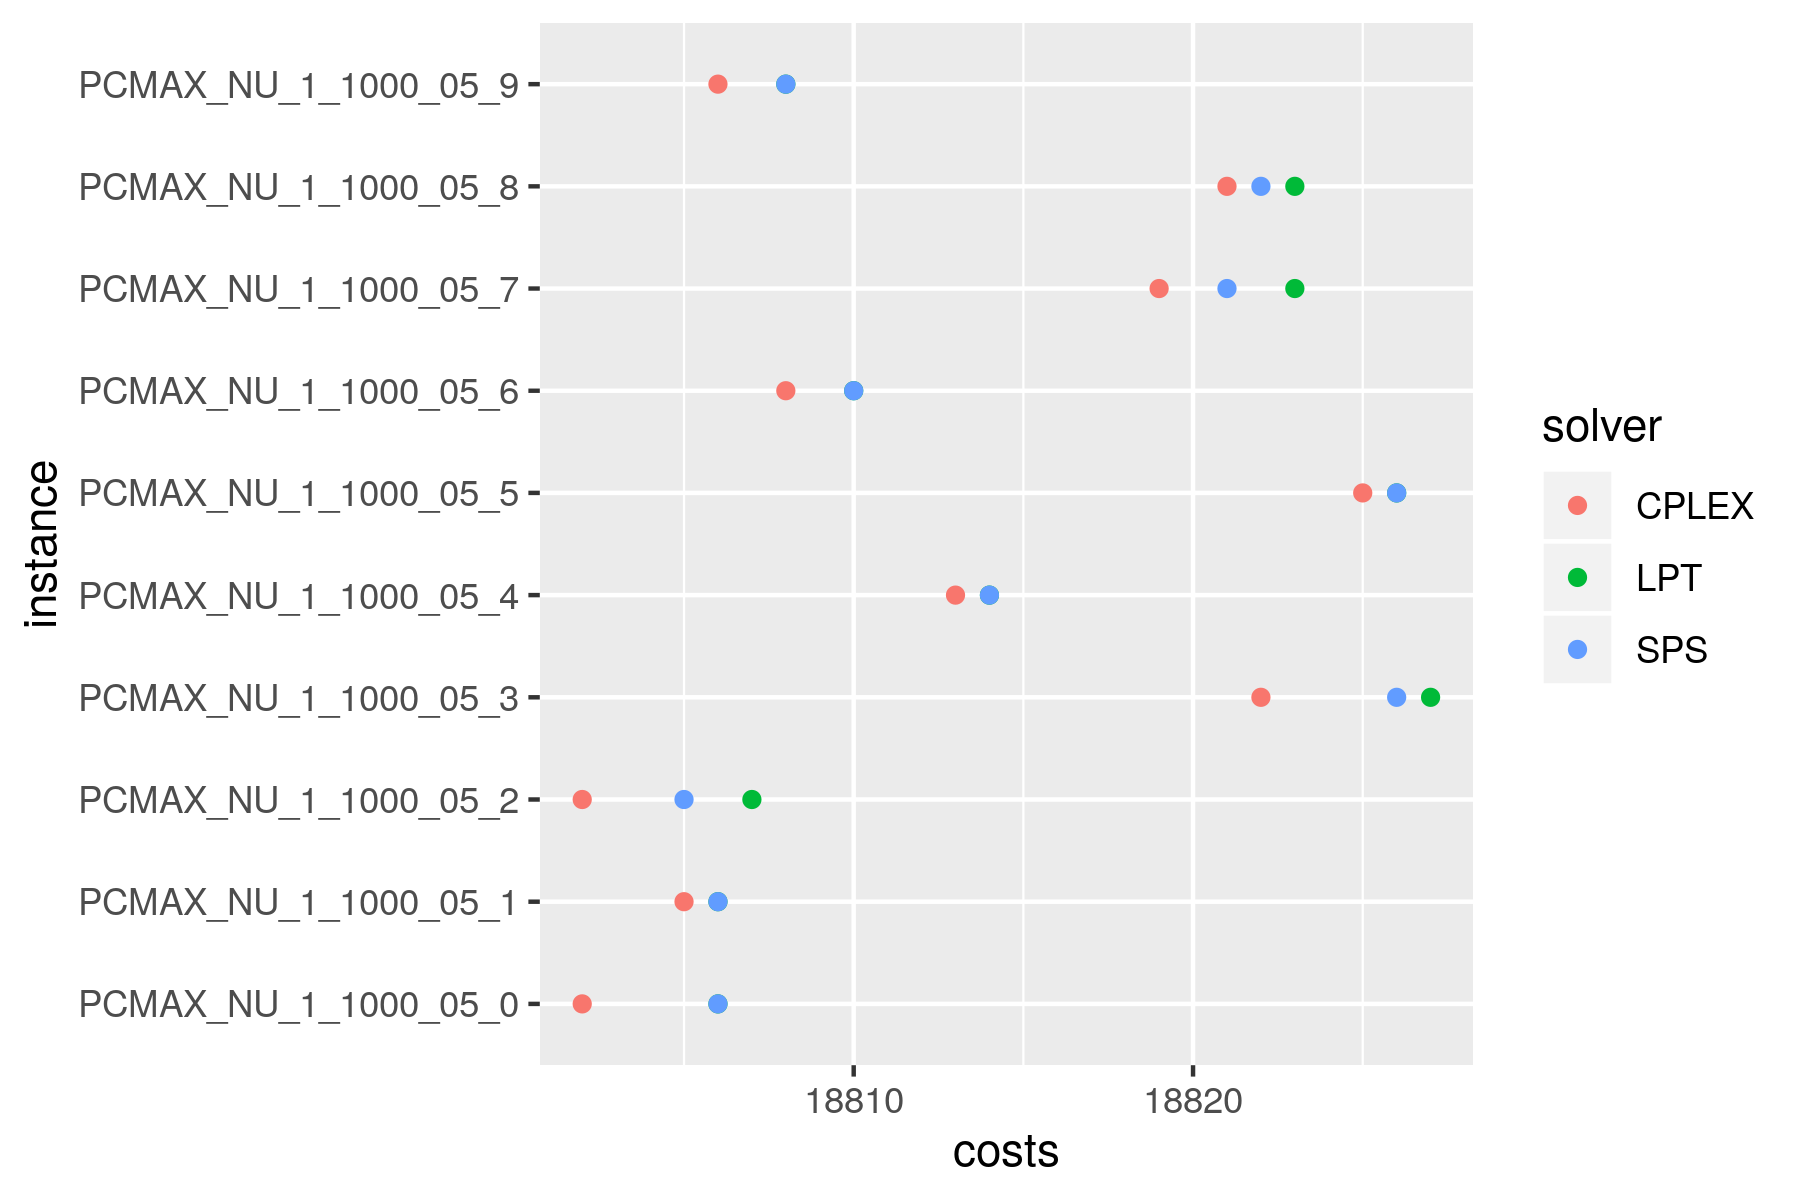 PCMAX_NU_1_1000_05_9
PCMAX_NU_1_1000_05_8
PCMAX_NU_1_1000_05_7
PCMAX_NU_1_1000_05_6
PCMAX_NU_1_1000_05_5
PCMAX_NU_1_1000_05_4
PCMAX_NU_1_1000_05_3
PCMAX_NU_1_1000_05_2
PCMAX_NU_1_1000_05_1
PCMAX_NU_1_1000_05_0
instance
18810
18820
costs
solver
CPLEX
LPT
SPS